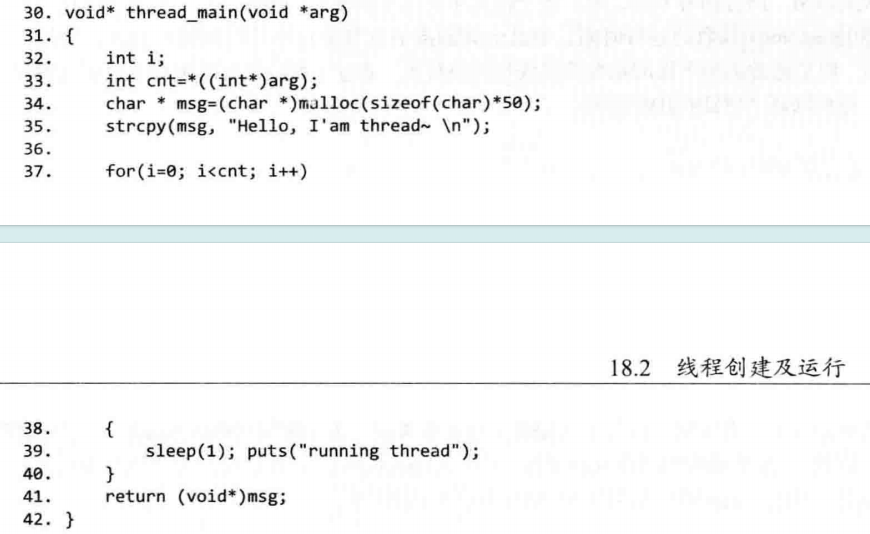 30. void* thread_main(void *arg)
31. {
32.     int i;
33.     int cnt=*((int*)arg);
34.     char * msg=(char *)malloc(sizeof(char)*50);
35.     strcpy(msg, "Hello, I'am thread~ \n");
36.
37.     for(i=0; i<cnt; i++)
18.2 线程创建及运行
38.     {
39.         sleep(1); puts("running thread");
40.     }
41.     return (void*)msg;
42. }